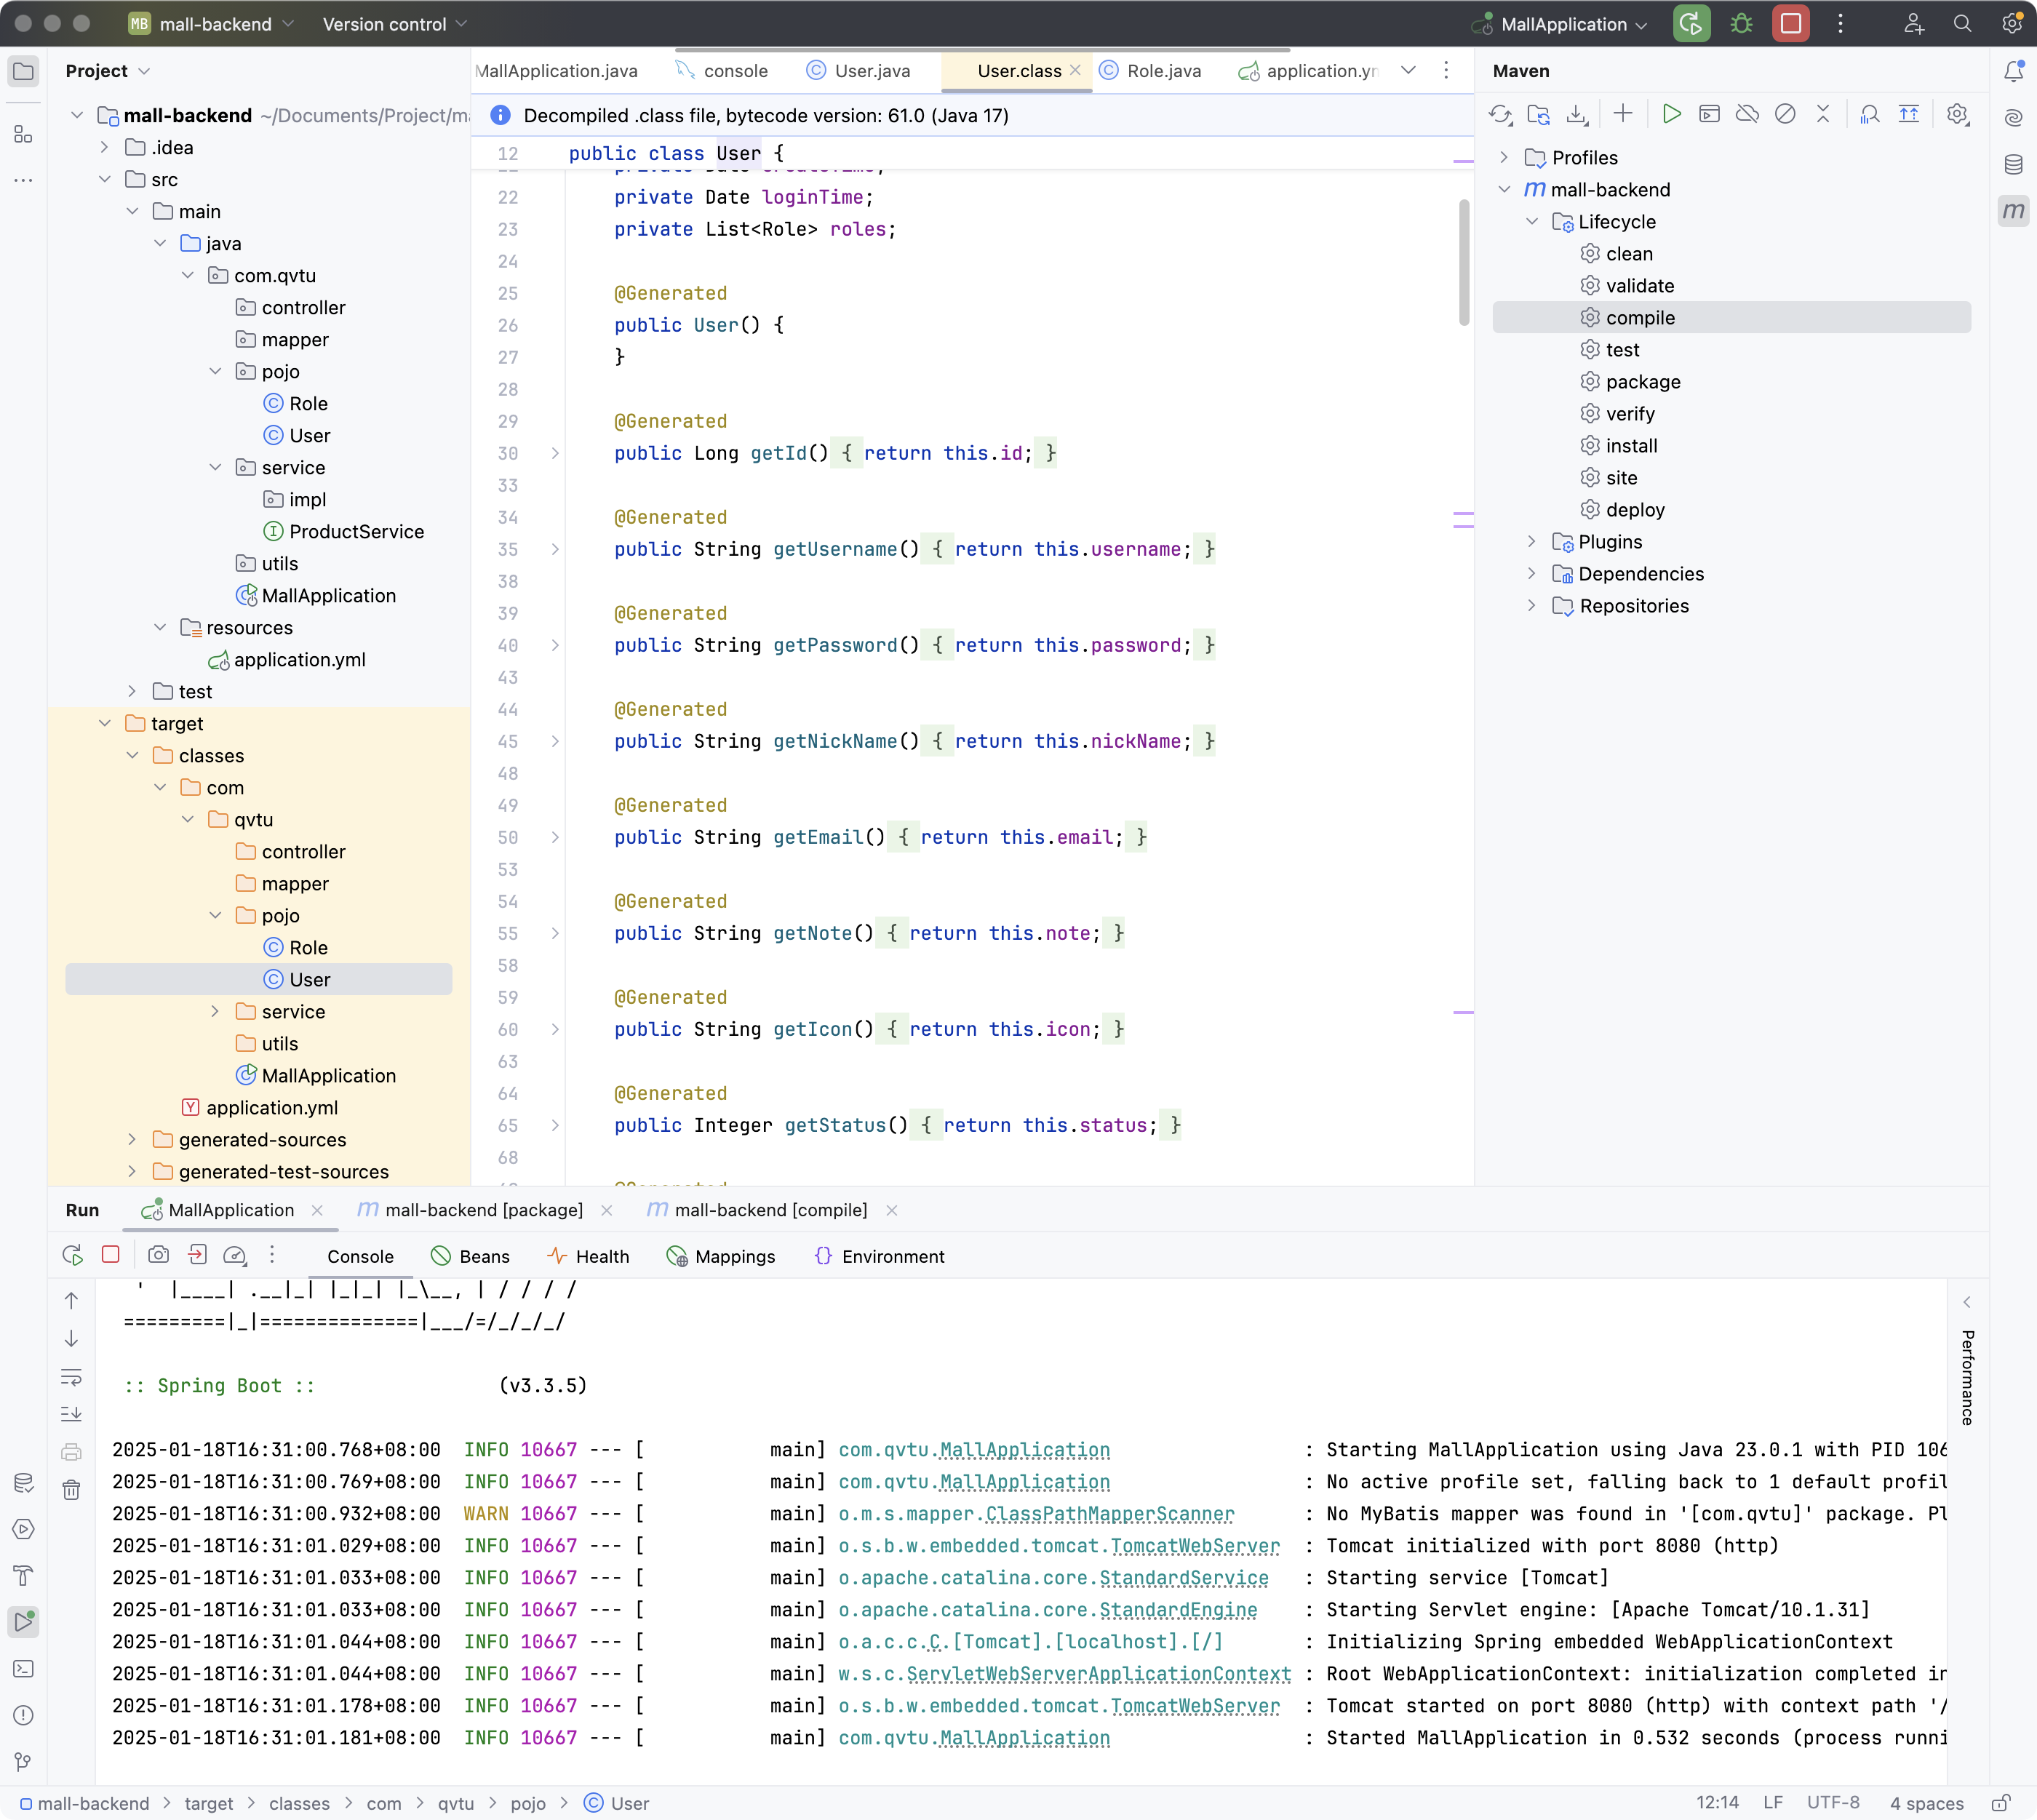 MB mall-backend
Version control
MallApplication
Project
mall-backend ~/Documents/Project/
.idea
src
main
java
com.qvtu
controller
mapper
pojo
Role
User
service
impl
ProductService
utils
MallApplication
resources
application.yml
test
target
classes
com
qvtu
controller
mapper
pojo
Role
User
service
utils
MallApplication
application.yml
generated-sources
generated-test-sources
MallApplication.java
console
User.java
User.class
Role.java
application.yn
Decompiled .class file, bytecode version: 61.0 (Java 17)
12 public class User {
22 private Date loginTime;
23 private List<Role> roles;
24
25 @Generated
26 public User() {
27 }
28
29 @Generated
30 public Long getId() { return this.id; }
33
34 @Generated
35 public String getUsername() { return this.username; }
38
39 @Generated
40 public String getPassword() { return this.password; }
43
44 @Generated
45 public String getNickName() { return this.nickName; }
48
49 @Generated
50 public String getEmail() { return this.email; }
53
54 @Generated
55 public String getNote() { return this.note; }
58
59 @Generated
60 public String getIcon() { return this.icon; }
63
64 @Generated
65 public Integer getStatus() { return this.status; }
68
Maven
Profiles
mall-backend
Lifecycle
clean
validate
compile
test
package
verify
install
site
deploy
Plugins
Dependencies
Repositories
Run
MallApplication
mall-backend [package]
mall-backend [compile]
Console
Beans
Health
Mappings
Environment
' |____| .__|_| |_|_| |_\__, | / / / /
=========|_|==============|___/=/_/_/_/
:: Spring Boot :: (v3.3.5)
2025-01-18T16:31:00.768+08:00 INFO 10667 --- [ main] com.qvtu.MallApplication : Starting MallApplication using Java 23.0.1 with PID 106
2025-01-18T16:31:00.769+08:00 INFO 10667 --- [ main] com.qvtu.MallApplication : No active profile set, falling back to 1 default profil
2025-01-18T16:31:00.932+08:00 WARN 10667 --- [ main] o.m.s.mapper.ClassPathMapperScanner : No MyBatis mapper was found in '[com.qvtu]' package. Pl
2025-01-18T16:31:01.029+08:00 INFO 10667 --- [ main] o.s.b.w.embedded.tomcat.TomcatWebServer : Tomcat initialized with port 8080 (http)
2025-01-18T16:31:01.033+08:00 INFO 10667 --- [ main] o.apache.catalina.core.StandardService : Starting service [Tomcat]
2025-01-18T16:31:01.033+08:00 INFO 10667 --- [ main] o.apache.catalina.core.StandardEngine : Starting Servlet engine: [Apache Tomcat/10.1.31]
2025-01-18T16:31:01.044+08:00 INFO 10667 --- [ main] o.a.c.c.C.[Tomcat].[localhost].[/] : Initializing Spring embedded WebApplicationContext
2025-01-18T16:31:01.044+08:00 INFO 10667 --- [ main] w.s.c.ServletWebServerApplicationContext : Root WebApplicationContext: initialization completed in
2025-01-18T16:31:01.178+08:00 INFO 10667 --- [ main] o.s.b.w.embedded.tomcat.TomcatWebServer : Tomcat started on port 8080 (http) with context path '/
2025-01-18T16:31:01.181+08:00 INFO 10667 --- [ main] com.qvtu.MallApplication : Started MallApplication in 0.532 seconds (process runni
Performance
mall-backend > target > classes > com > qvtu > pojo > User
12:14 LF UTF-8 4 spaces